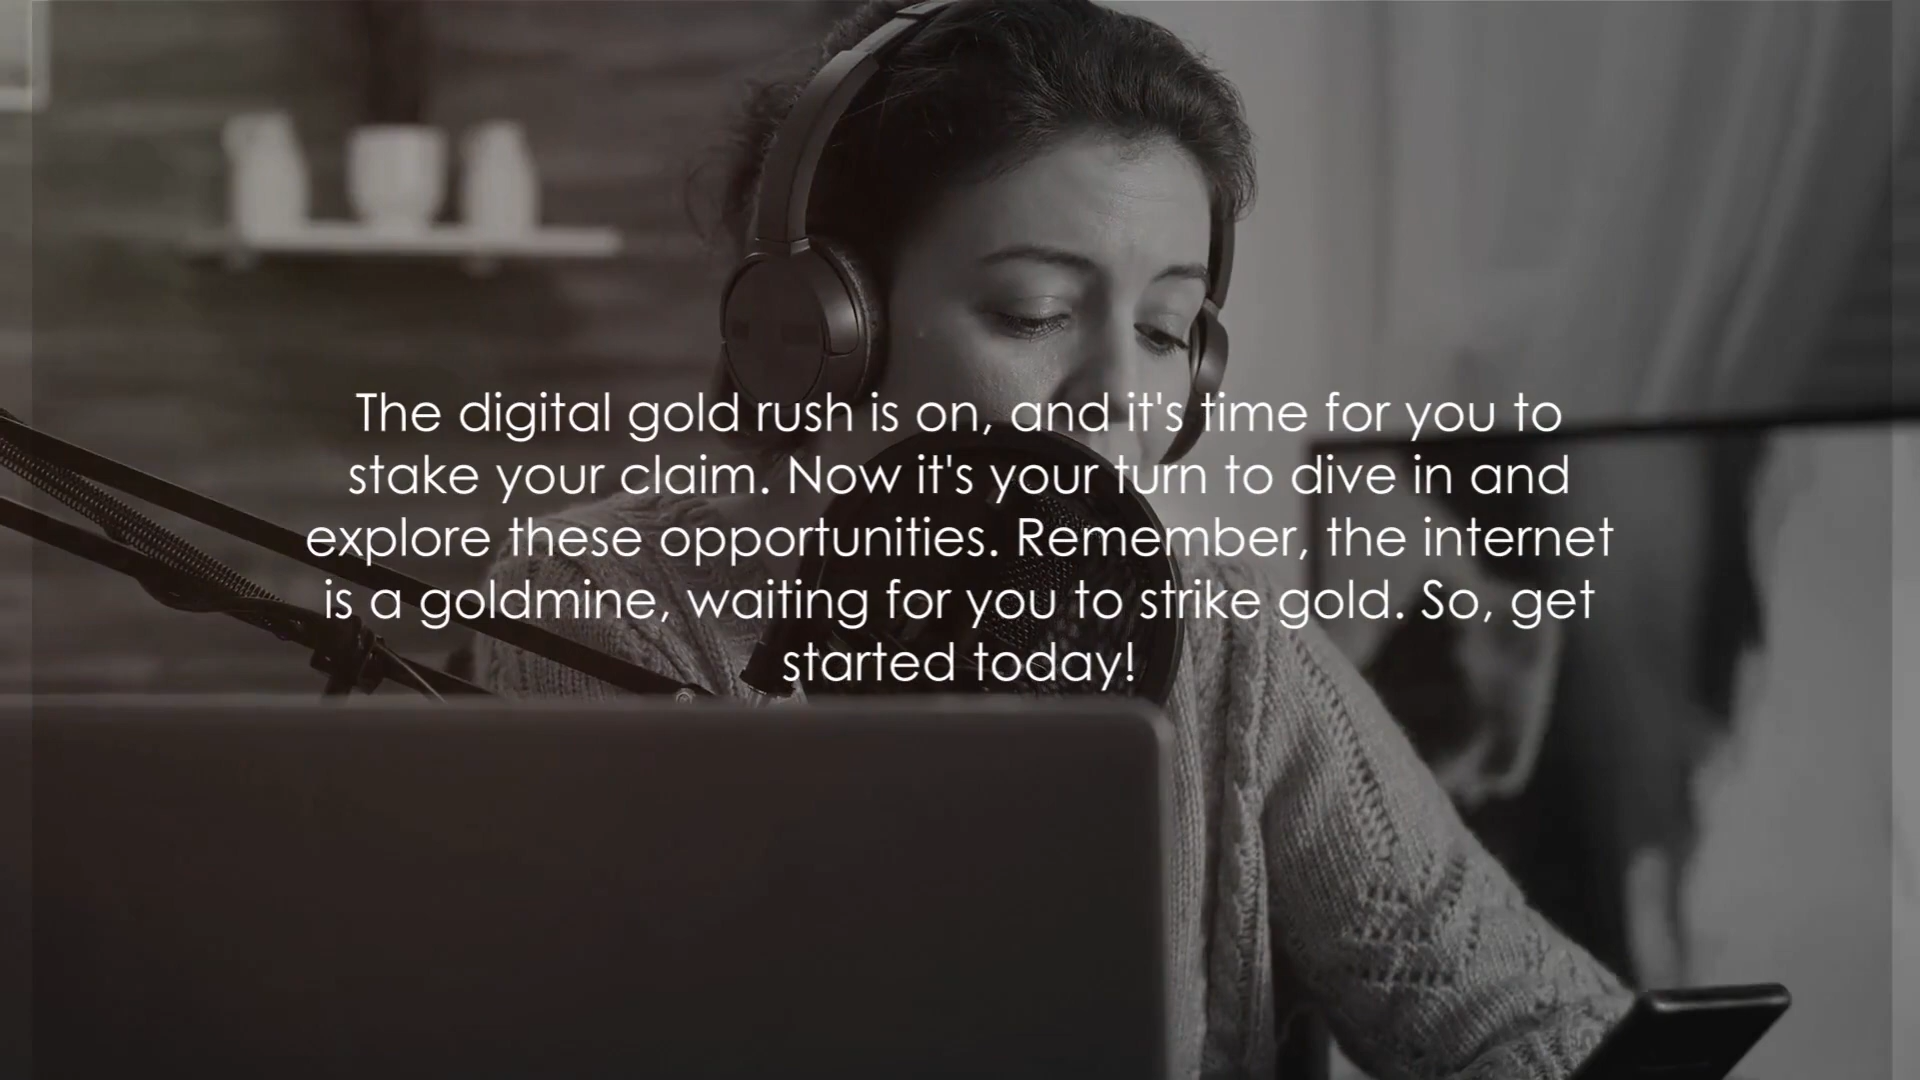 The digital gold rush is on, and it's time for you to
stake your claim. Now it's your turn to dive in and
explore these opportunities. Remember, the internet
is a goldmine, waiting for you to strike gold. So, get
started today!